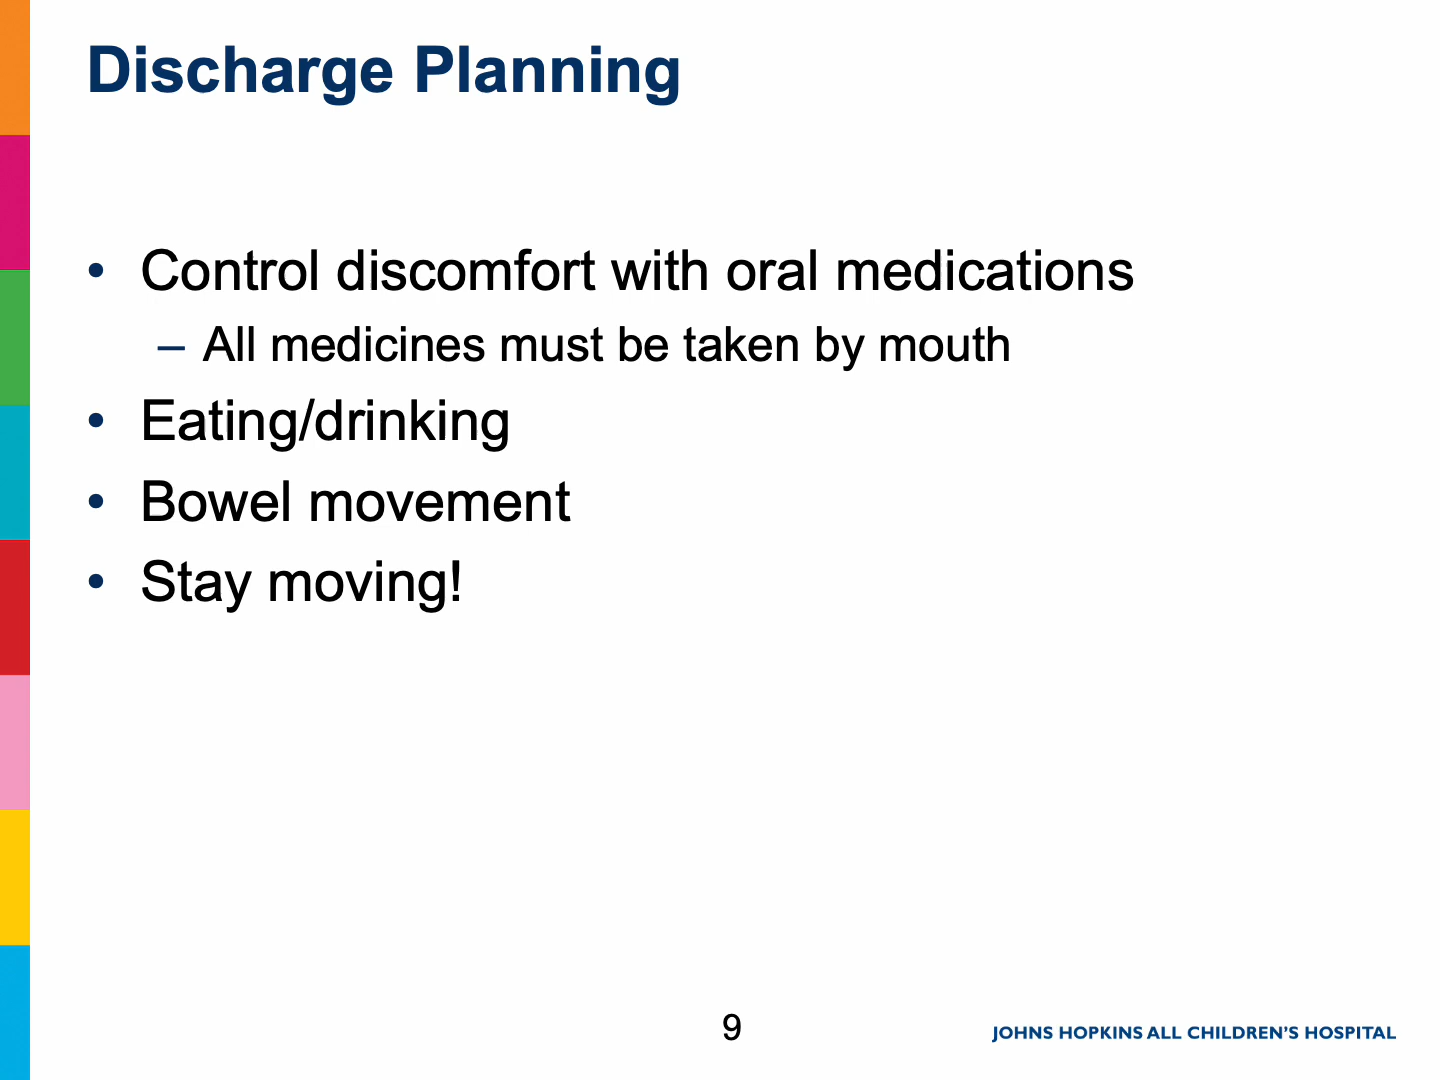 Discharge Planning
• Control discomfort with oral medications
– All medicines must be taken by mouth
• Eating/drinking
• Bowel movement
• Stay moving!
9
JOHNS HOPKINS ALL CHILDREN'S HOSPITAL